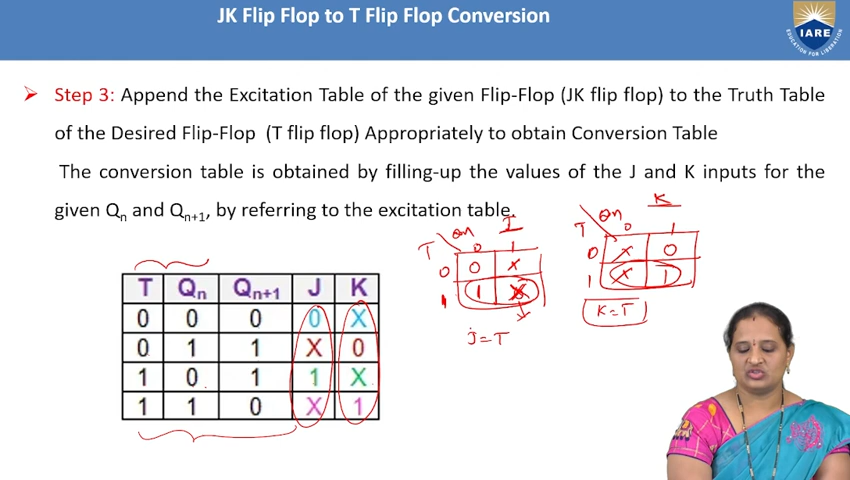 JK Flip Flop to T Flip Flop Conversion
IARE
EDUCATION FOR LIBERATION
Step 3: Append the Excitation Table of the given Flip-Flop (JK flip flop) to the Truth Table
of the Desired Flip-Flop (T flip flop) Appropriately to obtain Conversion Table
The conversion table is obtained by filling-up the values of the J and K inputs for the
given Qn and Qn+1, by referring to the excitation table.
T Qn Qn+1 J K
0 0 0 0 X
0 1 1 X 0
1 0 1 1 X
1 1 0 X 1
J
Qn
T 0 1
0 0 X
1 1 X
1
J=T
K
Qn
T 0 1
0 X 0
1 X 1
K=T